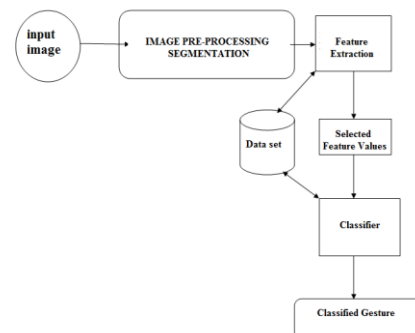 input
image
IMAGE PRE-PROCESSING
SEGMENTATION
Feature
Extraction
Data set
Selected
Feature Values
Classifier
Classified Gesture